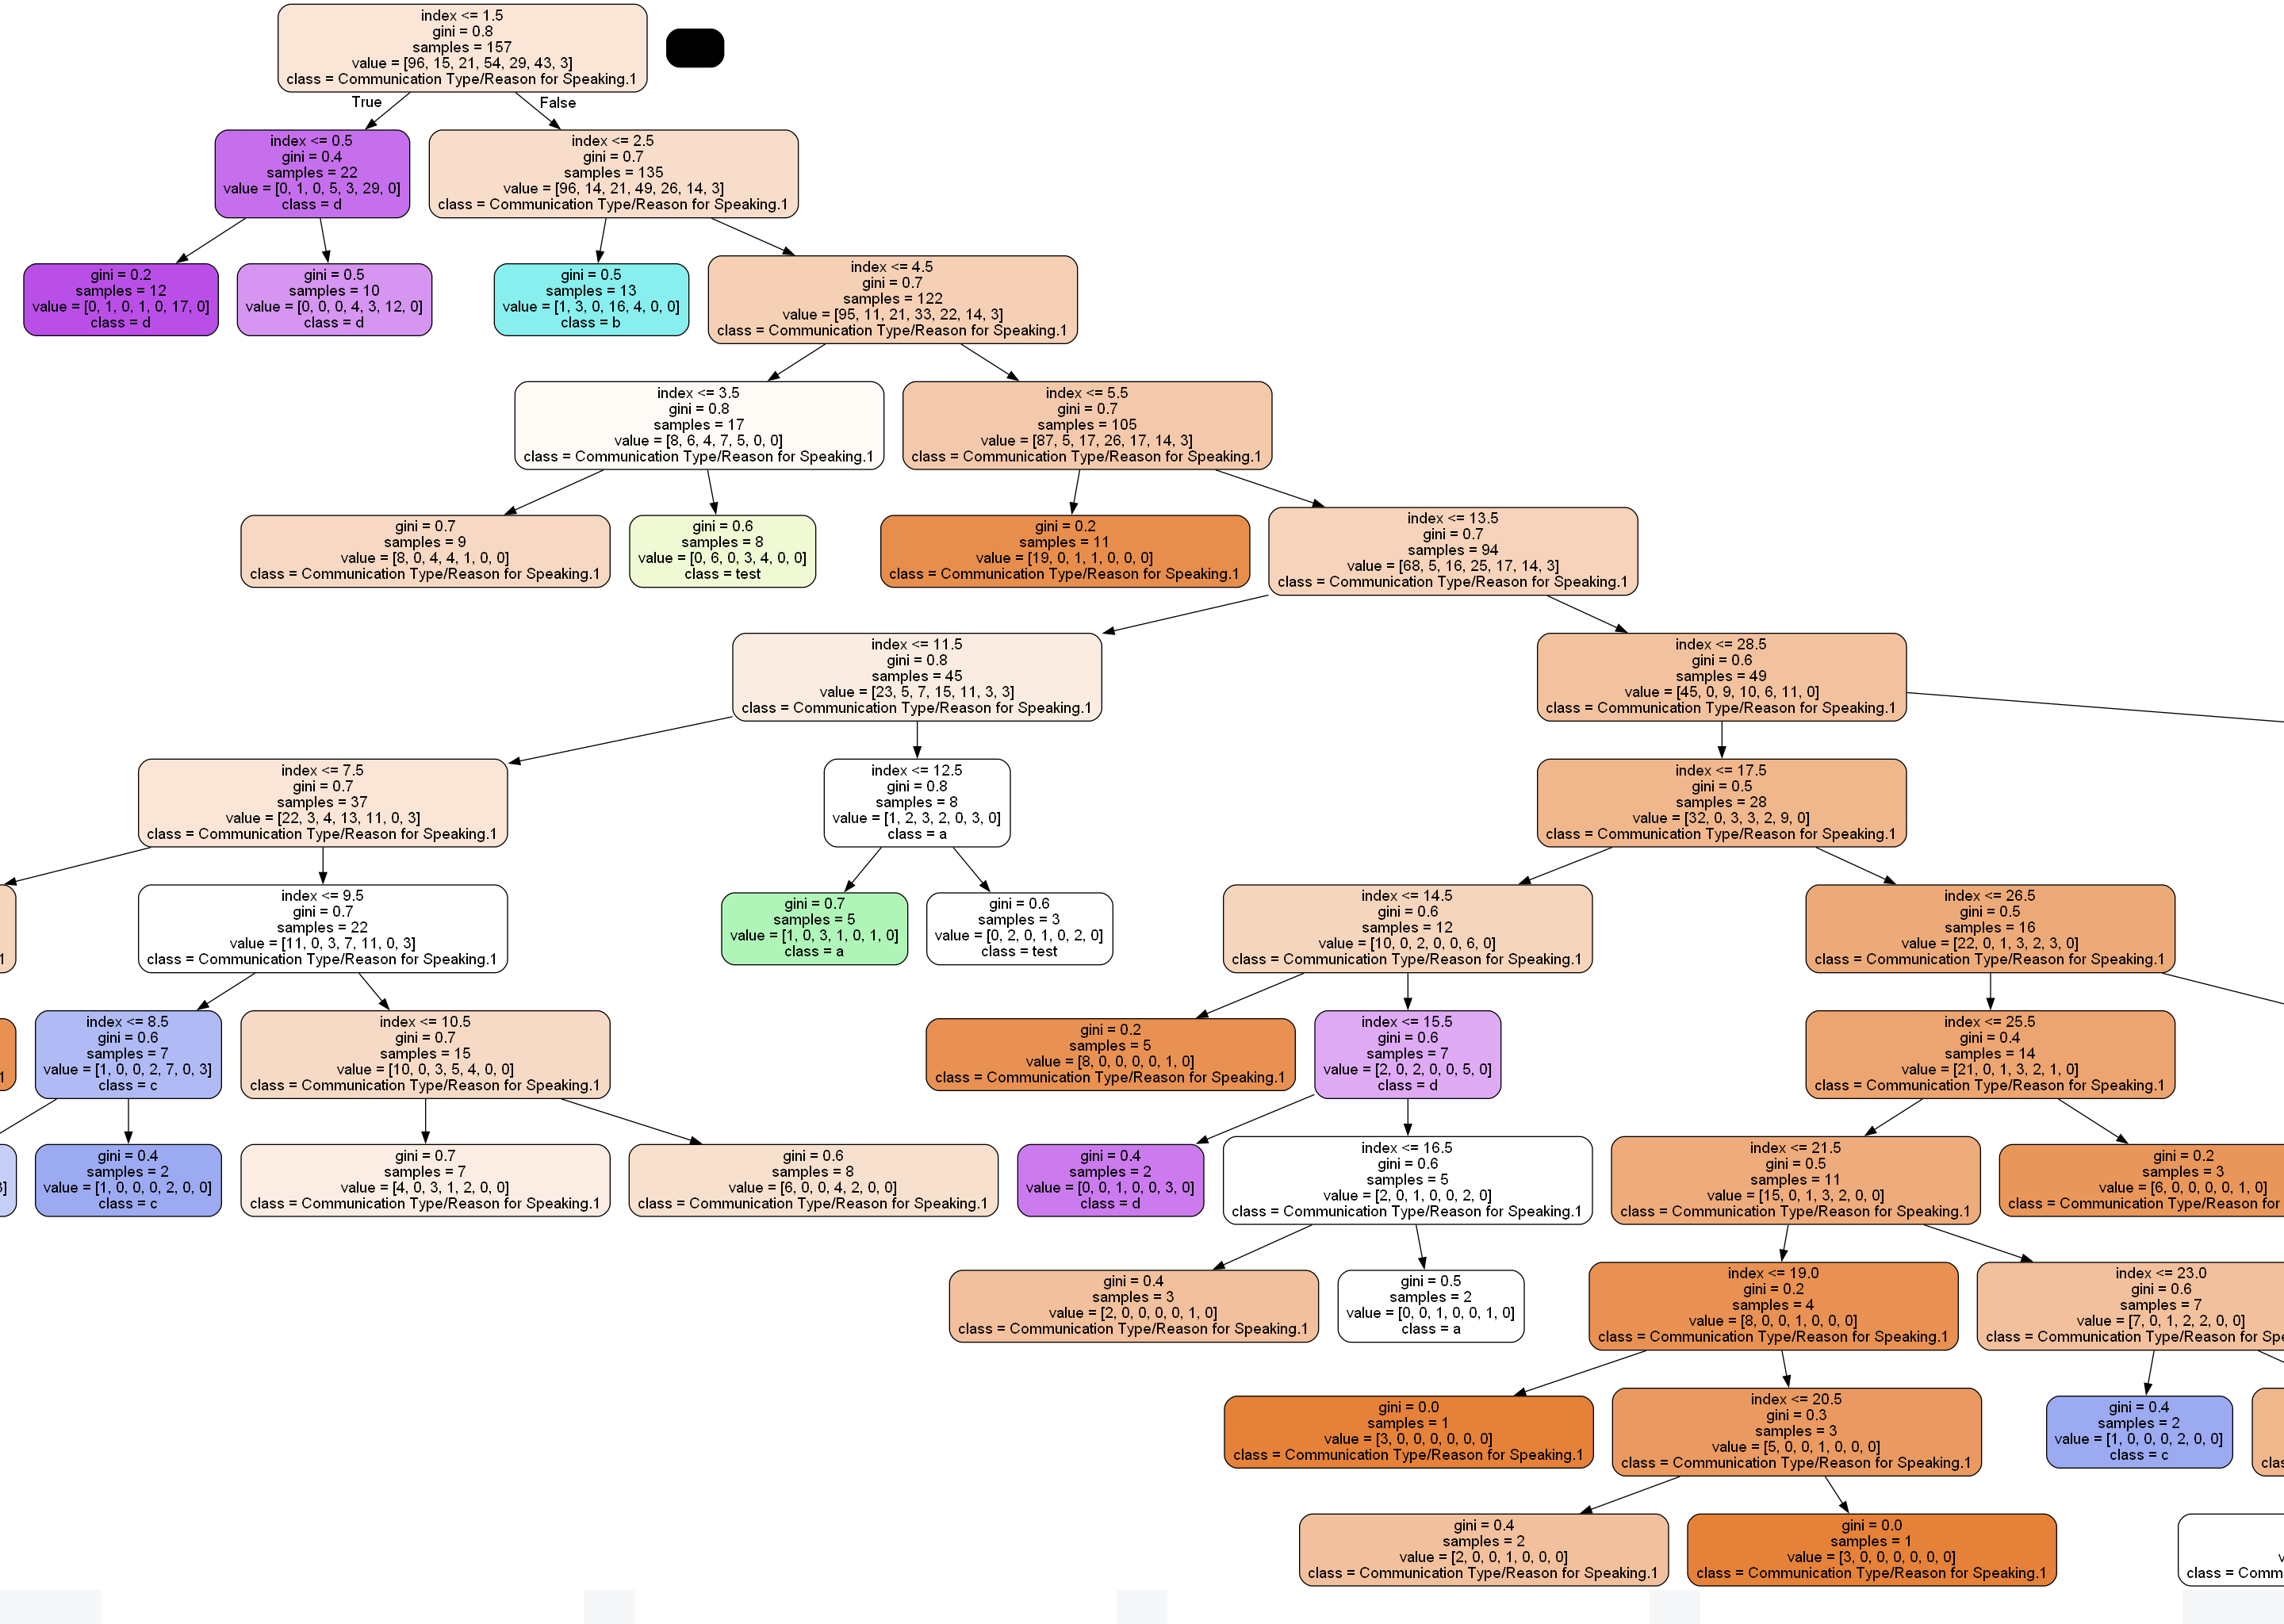 index <= 1.5
gini = 0.8
samples = 157
value = [96, 15, 21, 54, 29, 43, 3]
class = Communication Type/Reason for Speaking.1
True
False
index <= 0.5
gini = 0.4
samples = 22
value = [0, 1, 0, 5, 3, 29, 0]
class = d
index <= 2.5
gini = 0.7
samples = 135
value = [96, 14, 21, 49, 26, 14, 3]
class = Communication Type/Reason for Speaking.1
gini = 0.2
samples = 12
value = [0, 1, 0, 1, 0, 17, 0]
class = d
gini = 0.5
samples = 10
value = [0, 0, 0, 4, 3, 12, 0]
class = d
gini = 0.5
samples = 13
value = [1, 3, 0, 16, 4, 0, 0]
class = b
index <= 4.5
gini = 0.7
samples = 122
value = [95, 11, 21, 33, 22, 14, 3]
class = Communication Type/Reason for Speaking.1
index <= 3.5
gini = 0.8
samples = 17
value = [8, 6, 4, 7, 5, 0, 0]
class = Communication Type/Reason for Speaking.1
index <= 5.5
gini = 0.7
samples = 105
value = [87, 5, 17, 26, 17, 14, 3]
class = Communication Type/Reason for Speaking.1
gini = 0.7
samples = 9
value = [8, 0, 4, 4, 1, 0, 0]
class = Communication Type/Reason for Speaking.1
gini = 0.6
samples = 8
value = [0, 6, 0, 3, 4, 0, 0]
class = test
gini = 0.2
samples = 11
value = [19, 0, 1, 1, 0, 0, 0]
class = Communication Type/Reason for Speaking.1
index <= 13.5
gini = 0.7
samples = 94
value = [68, 5, 16, 25, 17, 14, 3]
class = Communication Type/Reason for Speaking.1
index <= 11.5
gini = 0.8
samples = 45
value = [23, 5, 7, 15, 11, 3, 3]
class = Communication Type/Reason for Speaking.1
index <= 28.5
gini = 0.6
samples = 49
value = [45, 0, 9, 10, 6, 11, 0]
class = Communication Type/Reason for Speaking.1
index <= 7.5
gini = 0.7
samples = 37
value = [22, 3, 4, 13, 11, 0, 3]
class = Communication Type/Reason for Speaking.1
index <= 12.5
gini = 0.8
samples = 8
value = [1, 2, 3, 2, 0, 3, 0]
class = a
index <= 17.5
gini = 0.5
samples = 28
value = [32, 0, 3, 3, 2, 9, 0]
class = Communication Type/Reason for Speaking.1
1
index <= 9.5
gini = 0.7
samples = 22
value = [11, 0, 3, 7, 11, 0, 3]
class = Communication Type/Reason for Speaking.1
gini = 0.7
samples = 5
value = [1, 0, 3, 1, 0, 1, 0]
class = a
gini = 0.6
samples = 3
value = [0, 2, 0, 1, 0, 2, 0]
class = test
index <= 14.5
gini = 0.6
samples = 12
value = [10, 0, 2, 0, 0, 6, 0]
class = Communication Type/Reason for Speaking.1
index <= 26.5
gini = 0.5
samples = 16
value = [22, 0, 1, 3, 2, 3, 0]
class = Communication Type/Reason for Speaking.1
1
index <= 8.5
gini = 0.6
samples = 7
value = [1, 0, 0, 2, 7, 0, 3]
class = c
index <= 10.5
gini = 0.7
samples = 15
value = [10, 0, 3, 5, 4, 0, 0]
class = Communication Type/Reason for Speaking.1
gini = 0.2
samples = 5
value = [8, 0, 0, 0, 0, 1, 0]
class = Communication Type/Reason for Speaking.1
index <= 15.5
gini = 0.6
samples = 7
value = [2, 0, 2, 0, 0, 5, 0]
class = d
index <= 25.5
gini = 0.4
samples = 14
value = [21, 0, 1, 3, 2, 1, 0]
class = Communication Type/Reason for Speaking.1
3]
gini = 0.4
samples = 2
value = [1, 0, 0, 0, 2, 0, 0]
class = c
gini = 0.7
samples = 7
value = [4, 0, 3, 1, 2, 0, 0]
class = Communication Type/Reason for Speaking.1
gini = 0.6
samples = 8
value = [6, 0, 0, 4, 2, 0, 0]
class = Communication Type/Reason for Speaking.1
gini = 0.4
samples = 2
value = [0, 0, 1, 0, 0, 3, 0]
class = d
index <= 16.5
gini = 0.6
samples = 5
value = [2, 0, 1, 0, 0, 2, 0]
class = Communication Type/Reason for Speaking.1
index <= 21.5
gini = 0.5
samples = 11
value = [15, 0, 1, 3, 2, 0, 0]
class = Communication Type/Reason for Speaking.1
gini = 0.2
samples = 3
value = [6, 0, 0, 0, 0, 1, 0]
class = Communication Type/Reason for
gini = 0.4
samples = 3
value = [2, 0, 0, 0, 0, 1, 0]
class = Communication Type/Reason for Speaking.1
gini = 0.5
samples = 2
value = [0, 0, 1, 0, 0, 1, 0]
class = a
index <= 19.0
gini = 0.2
samples = 4
value = [8, 0, 0, 1, 0, 0, 0]
class = Communication Type/Reason for Speaking.1
index <= 23.0
gini = 0.6
samples = 7
value = [7, 0, 1, 2, 2, 0, 0]
class = Communication Type/Reason for Spe
gini = 0.0
samples = 1
value = [3, 0, 0, 0, 0, 0, 0]
class = Communication Type/Reason for Speaking.1
index <= 20.5
gini = 0.3
samples = 3
value = [5, 0, 0, 1, 0, 0, 0]
class = Communication Type/Reason for Speaking.1
gini = 0.4
samples = 2
value = [1, 0, 0, 0, 2, 0, 0]
class = c
clas
gini = 0.4
samples = 2
value = [2, 0, 0, 1, 0, 0, 0]
class = Communication Type/Reason for Speaking.1
gini = 0.0
samples = 1
value = [3, 0, 0, 0, 0, 0, 0]
class = Communication Type/Reason for Speaking.1
class = Comm